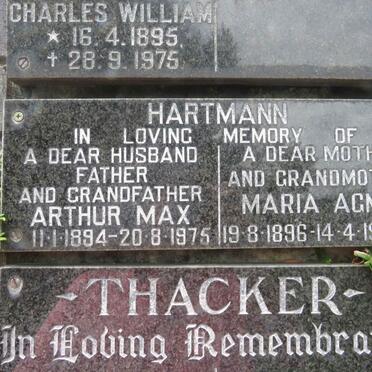 CHARLES WILLIAM
* 16.4.1895.
† 28.9.1975.
HARTMANN
IN LOVING MEMORY OF
A DEAR HUSBAND
FATHER
AND GRANDFATHER
ARTHUR MAX
11.1.1894-20.8.1975
A DEAR MOTH
AND GRANDMOT
MARIA AGN
19.8.1896-14.4.19
-THACKER-
In Loving Remembra